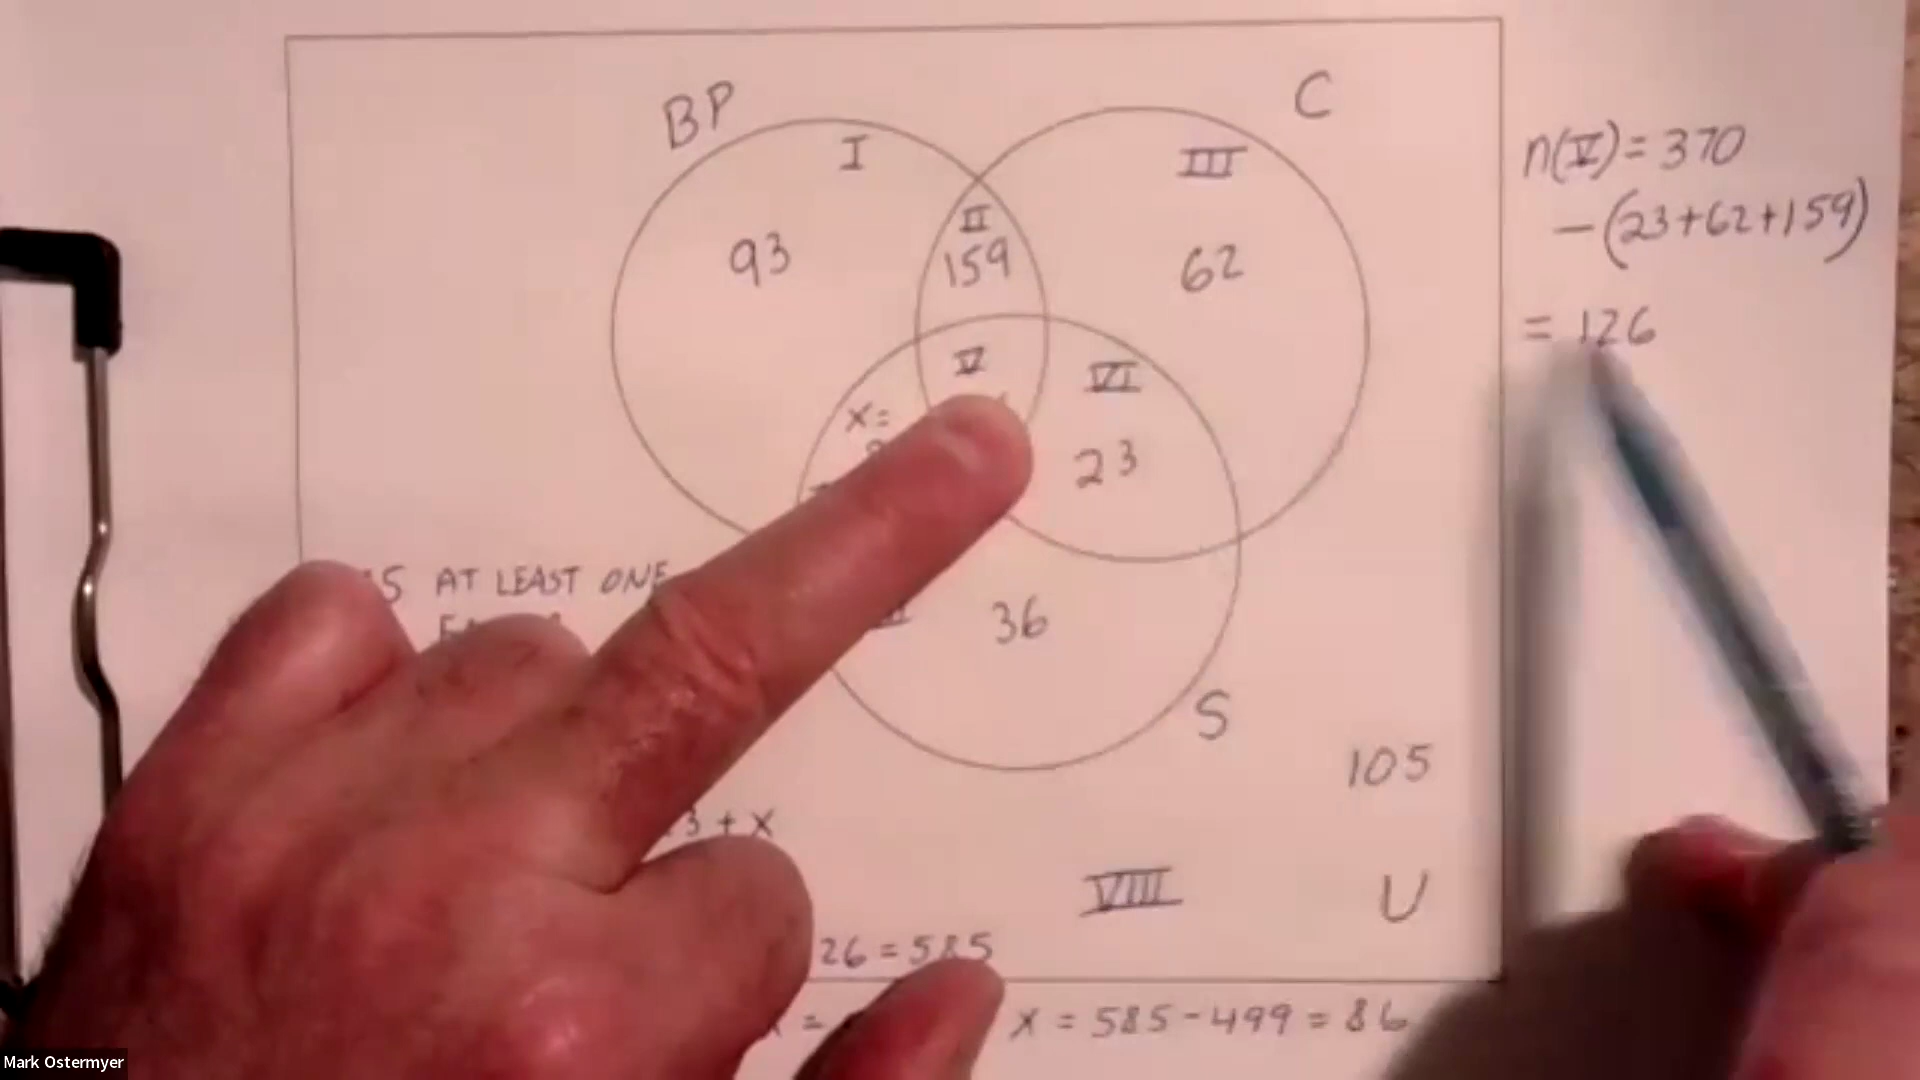 BP
C
I
III
n(V)=370
II
-(23+62+159)
93
159
62
= 126
V
VI
x=
23
AT LEAST ONE
36
S
105
3 + x
VIII
U
26 = 585
x = 585 - 499 = 86
Mark Ostermyer